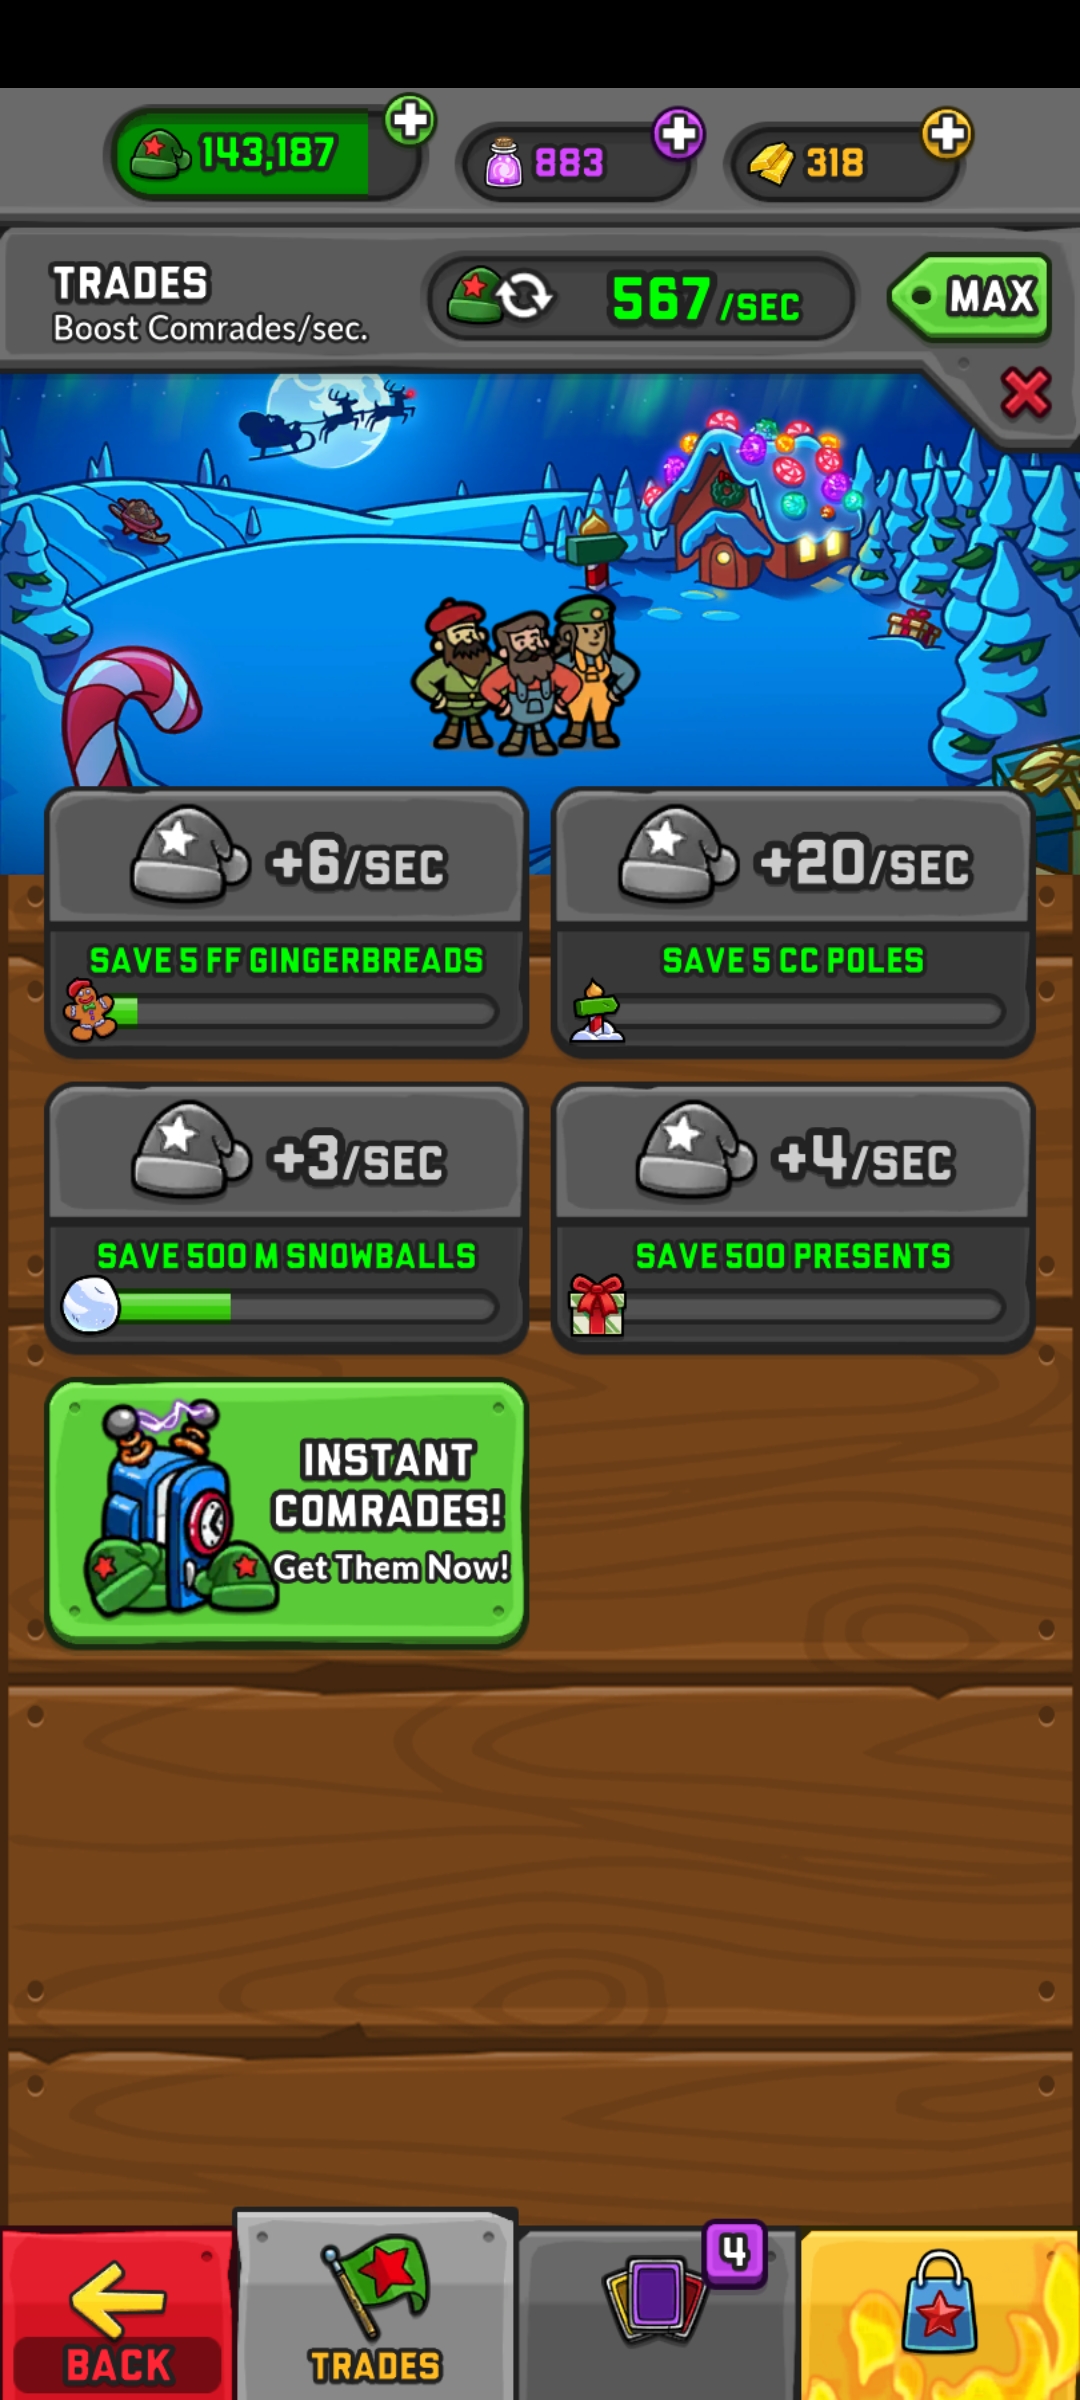 143,187
883
318
TRADES
Boost Comrades/sec.
567/SEC
MAX
+6/SEC
SAVE 5 FF GINGERBREADS
+20/SEC
SAVE 5 CC POLES
+3/SEC
SAVE 500 M SNOWBALLS
+4/SEC
SAVE 500 PRESENTS
INSTANT
COMRADES!
Get Them Now!
4
BACK
TRADES